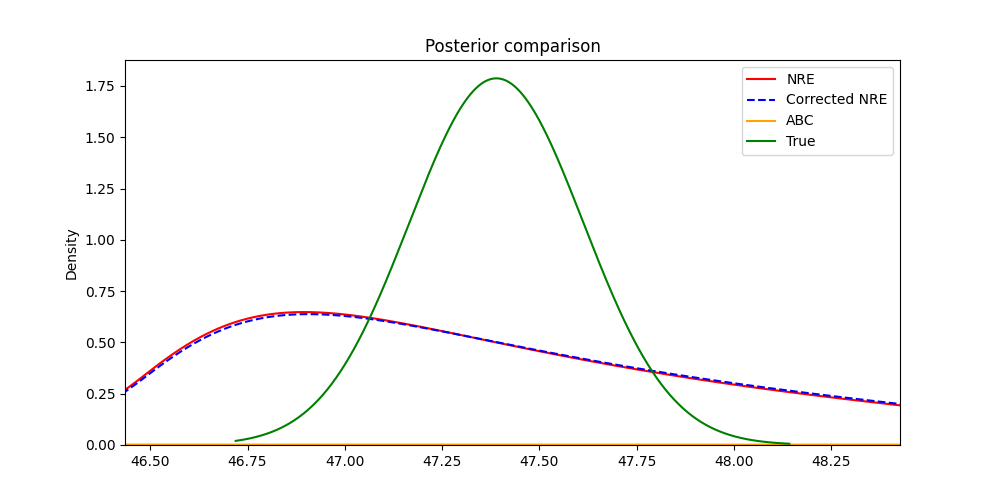 Posterior comparison
NRE
Corrected NRE
ABC
True
Density
1.75
1.50
1.25
1.00
0.75
0.50
0.25
0.00
46.50 46.75 47.00 47.25 47.50 47.75 48.00 48.25